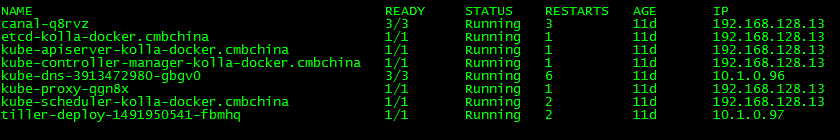 NAME READY STATUS RESTARTS AGE IP
canal-q8rvz 3/3 Running 3 11d 192.168.128.13
etcd-kolla-docker.cmbchina 1/1 Running 1 11d 192.168.128.13
kube-apiserver-kolla-docker.cmbchina 1/1 Running 1 11d 192.168.128.13
kube-controller-manager-kolla-docker.cmbchina 1/1 Running 1 11d 192.168.128.13
kube-dns-3913472980-gbgv0 3/3 Running 6 11d 10.1.0.96
kube-proxy-ggn8x 1/1 Running 1 11d 192.168.128.13
kube-scheduler-kolla-docker.cmbchina 1/1 Running 2 11d 192.168.128.13
tiller-deploy-1491950541-fbmhq 1/1 Running 2 11d 10.1.0.97